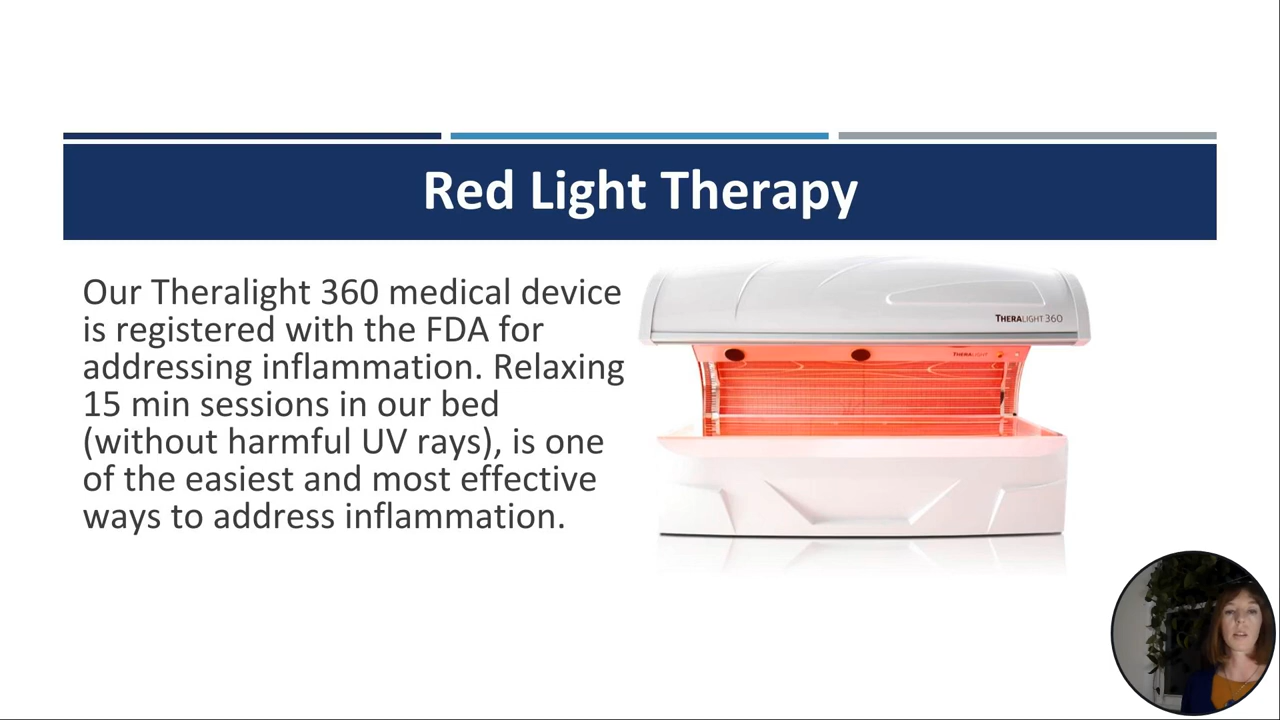 Red Light Therapy
Our Theralight 360 medical device
is registered with the FDA for
addressing inflammation. Relaxing
15 min sessions in our bed
(without harmful UV rays), is one
of the easiest and most effective
ways to address inflammation.
THERALIGHT 360
THERALIGHT